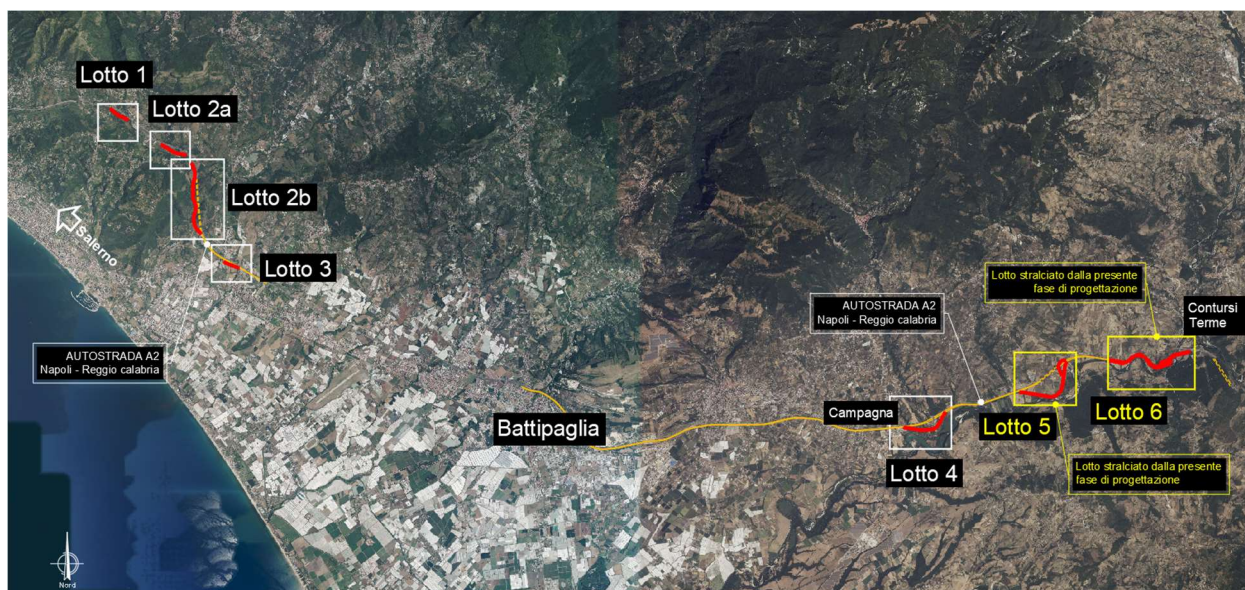 Lotto 1
Lotto 2a
Lotto 2b
Salerno
Lotto 3
AUTOSTRADA A2
Napoli - Reggio calabria
Battipaglia
AUTOSTRADA A2
Napoli - Reggio calabria
Lotto stralciato dalla presente
fase di progettazione
Contursi
Terme
Campagna
Lotto 4
Lotto 5
Lotto 6
Lotto stralciato dalla presente
fase di progettazione
Nord